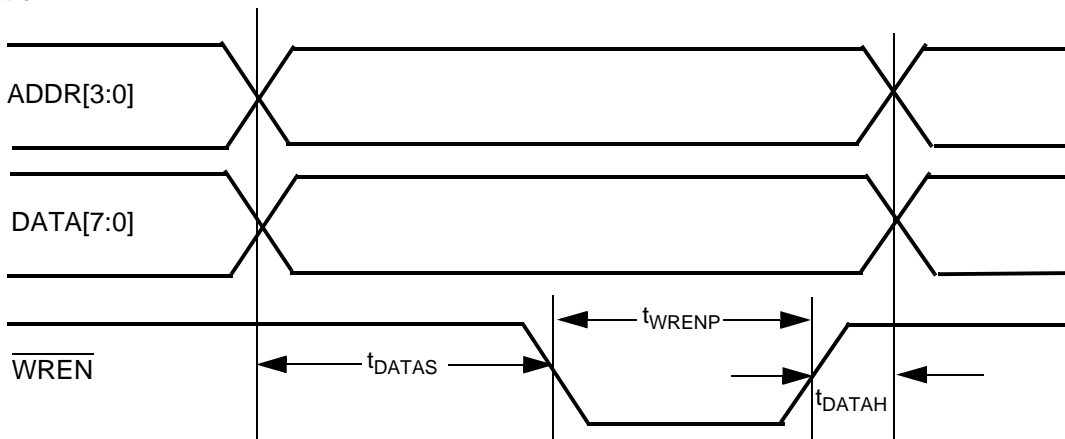 ADDR[3:0]
DATA[7:0]
tWRENP
WREN
tDATAS
tDATAH